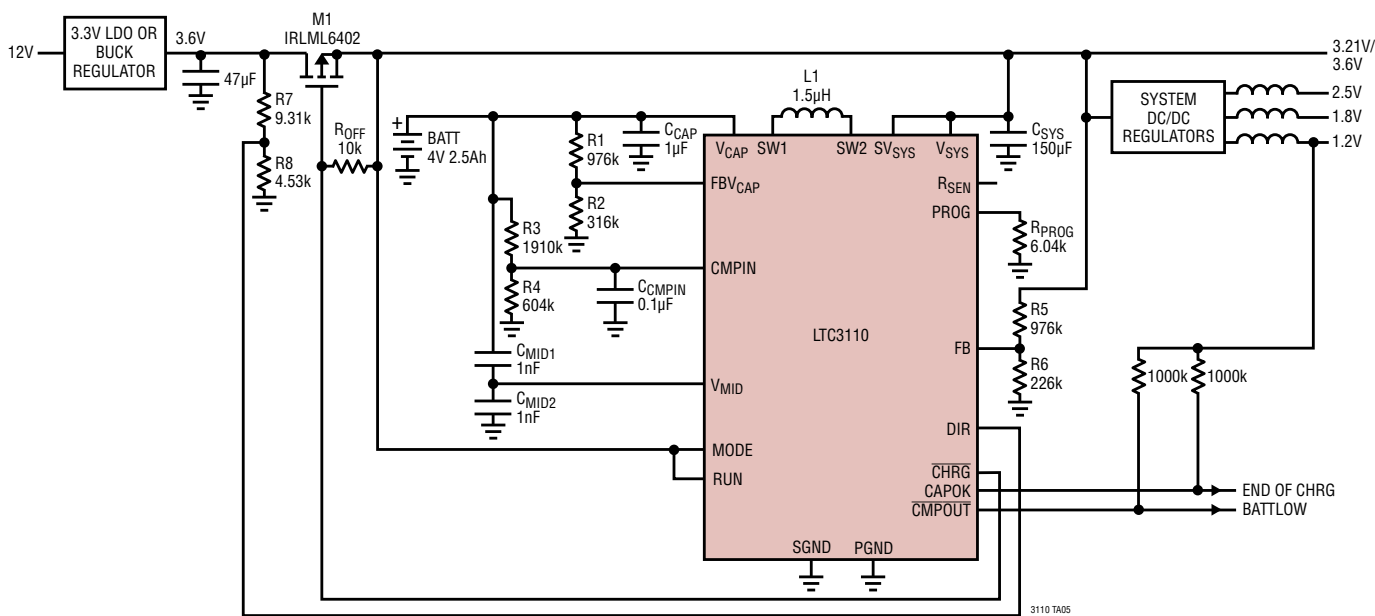 12V
3.3V LDO OR
BUCK
REGULATOR
3.6V
47µF
M1
IRLML6402
R7
9.31k
R8
4.53k
ROFF
10k
+
BATT
4V 2.5Ah
R1
976k
CCAP
1µF
R2
316k
R3
1910k
R4
604k
CCMPIN
0.1µF
CMID1
1nF
CMID2
1nF
L1
1.5µH
VCAP
SW1
SW2
SVSYS
VSYS
FBVCAP
RSEN
PROG
CMPIN
LTC3110
FB
VMID
DIR
MODE
CHRG
RUN
CAPOK
CMPOUT
SGND
PGND
CSYS
150µF
RPROG
6.04k
R5
976k
R6
226k
3.21V/
3.6V
SYSTEM
DC/DC
REGULATORS
2.5V
1.8V
1.2V
1000k
1000k
END OF CHRG
BATTLOW
3110 TA05